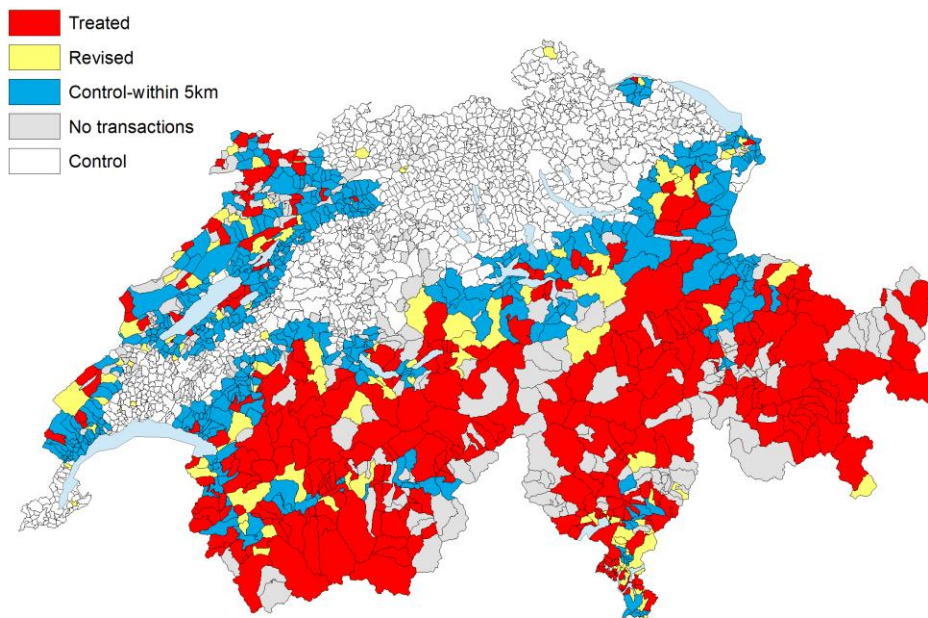 Treated
Revised
Control-within 5km
No transactions
Control